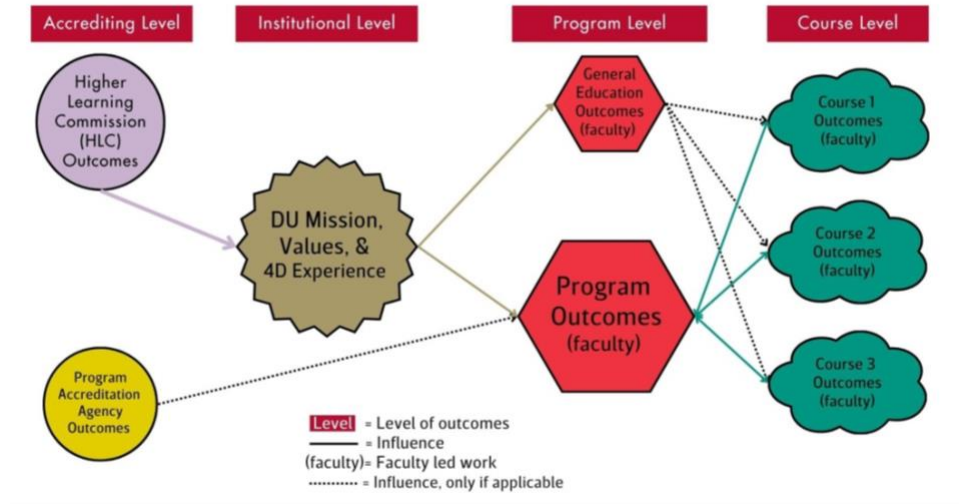 Accrediting Level
Institutional Level
Program Level
Course Level
Higher
Learning
Commission
(HLC)
Outcomes
Program
Accreditation
Agency
Outcomes
DU Mission,
Values, &
4D Experience
General
Education
Outcomes
(faculty)
Program
Outcomes
(faculty)
Course 1
Outcomes
(faculty)
Course 2
Outcomes
(faculty)
Course 3
Outcomes
(faculty)
Level = Level of outcomes
= Influence
(faculty)= Faculty led work
= Influence, only if applicable